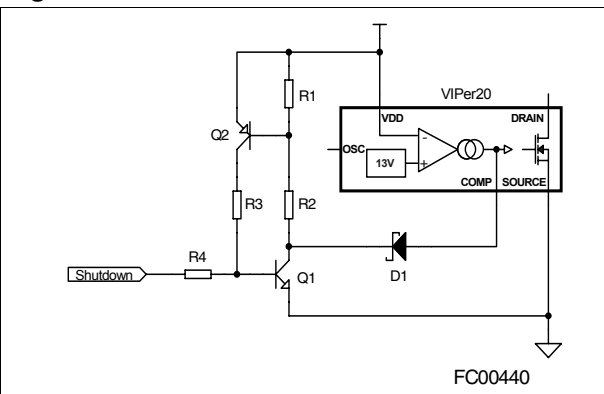 R1
VIPer20
VDD
DRAIN
Q2
OSC
-
13V
+
COMP SOURCE
R3
R2
R4
Shutdown
Q1
D1
FC00440